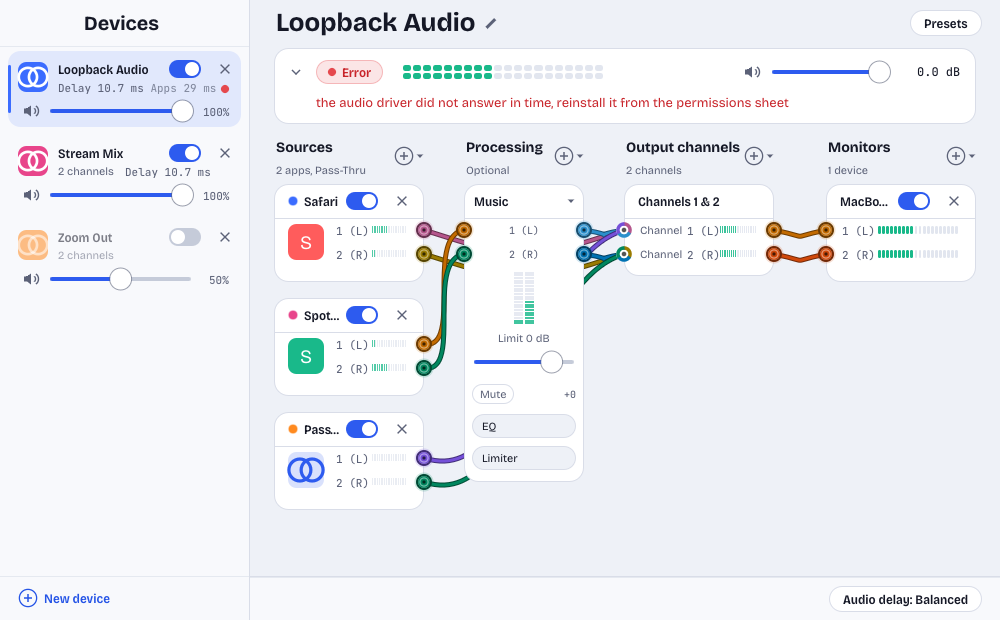 Devices
Loopback Audio
Delay 10.7 ms Apps 29 ms
100%
Stream Mix
2 channels Delay 10.7 ms
100%
Zoom Out
2 channels
50%
New device
Loopback Audio
Presets
Error
0.0 dB
the audio driver did not answer in time, reinstall it from the permissions sheet
Sources
2 apps, Pass-Thru
Safari
S
1 (L)
2 (R)
Spot...
S
1 (L)
2 (R)
Pass...
1 (L)
2 (R)
Processing
Optional
Music
1 (L)
2 (R)
Limit 0 dB
Mute +0
EQ
Limiter
Output channels
2 channels
Channels 1 & 2
Channel 1 (L)
Channel 2 (R)
Monitors
1 device
MacBo...
1 (L)
2 (R)
Audio delay: Balanced